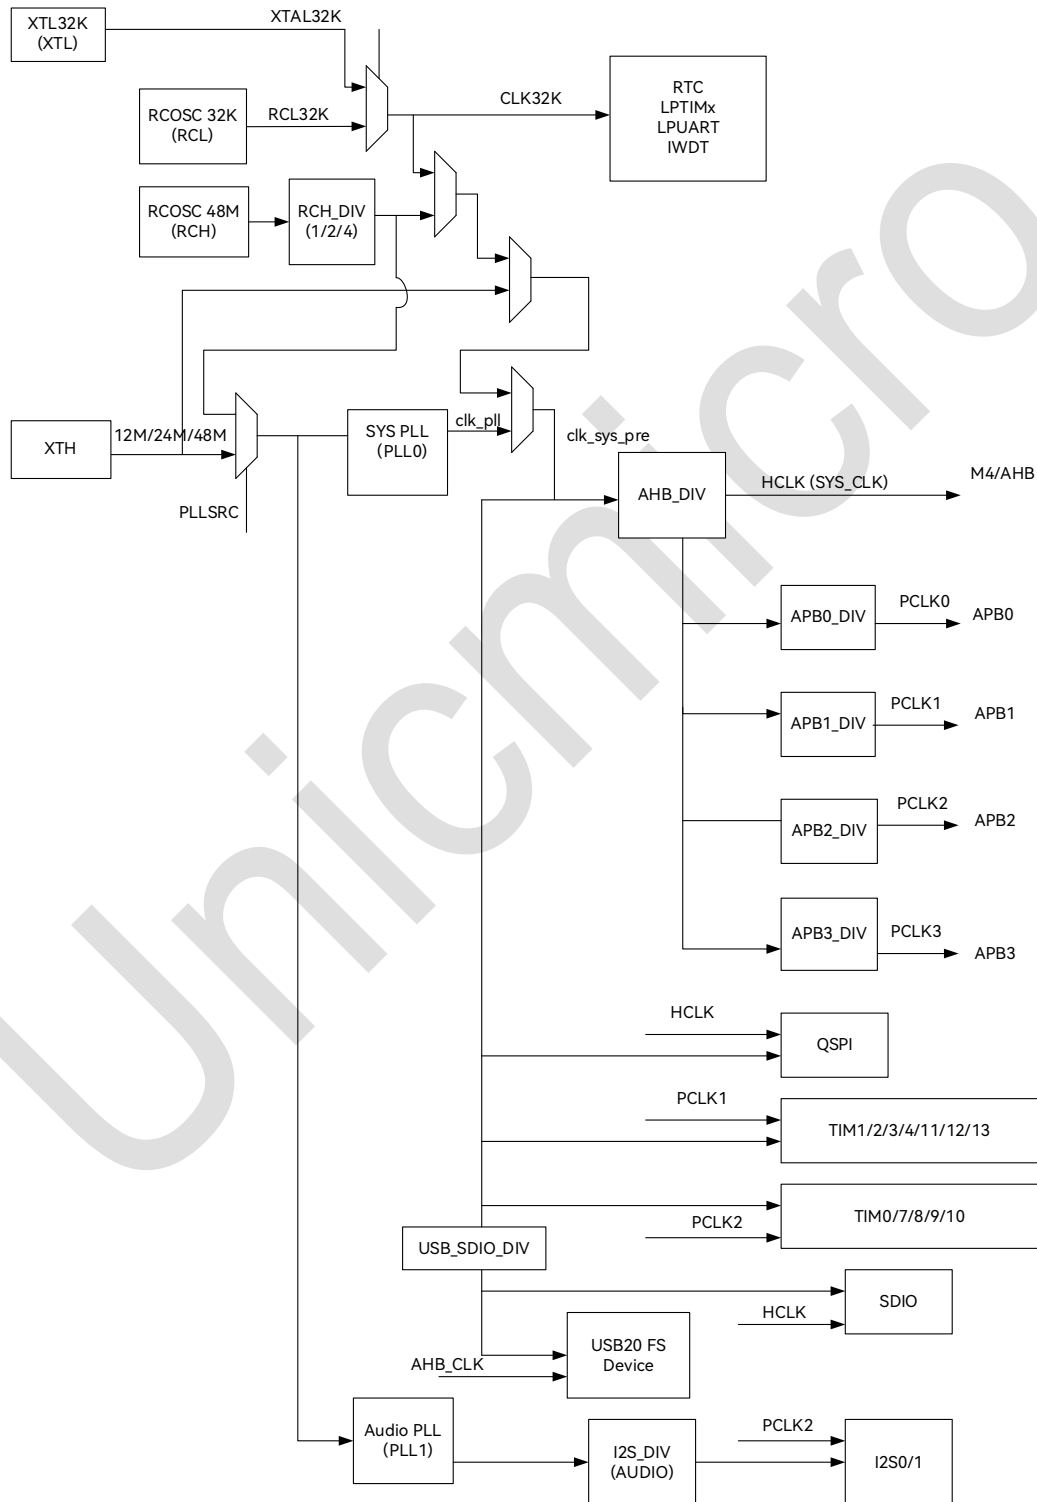 XTL32K
(XTL)
XTAL32K
RCOSC 32K
(RCL)
RCL32K
CLK32K
RTC
LPTIMx
LPUART
IWDT
RCOSC 48M
(RCH)
RCH_DIV
(1/2/4)
XTH
12M/24M/48M
PLLSRC
SYS PLL
(PLL0)
clk_pll
clk_sys_pre
AHB_DIV
HCLK (SYS_CLK)
M4/AHB
APB0_DIV
PCLK0
APB0
APB1_DIV
PCLK1
APB1
APB2_DIV
PCLK2
APB2
APB3_DIV
PCLK3
APB3
HCLK
QSPI
PCLK1
TIM1/2/3/4/11/12/13
PCLK2
TIM0/7/8/9/10
USB_SDIO_DIV
HCLK
SDIO
AHB_CLK
USB20 FS
Device
Audio PLL
(PLL1)
I2S_DIV
(AUDIO)
PCLK2
I2S0/1
Unicmicro